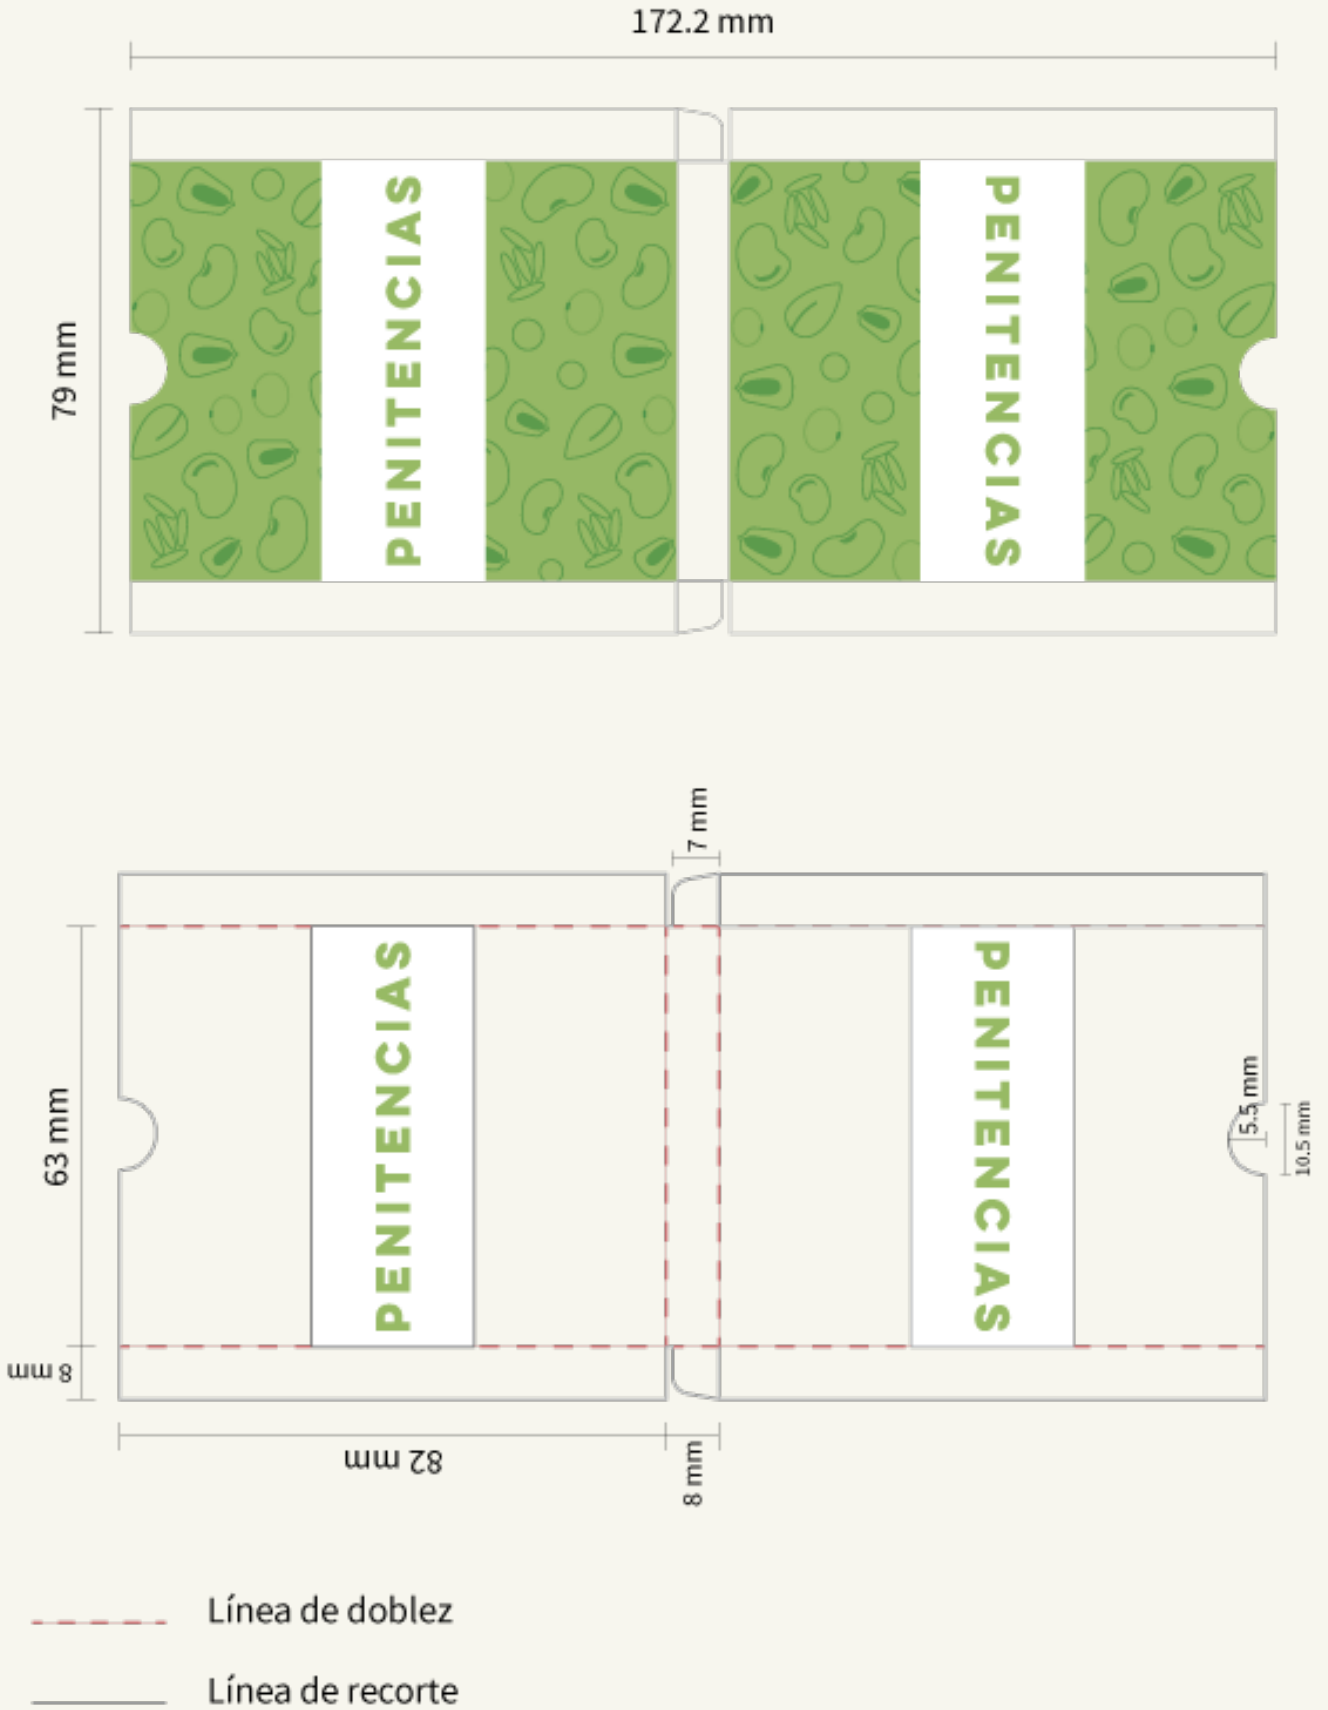 172.2 mm
79 mm
PENITENCIAS
PENITENCIAS
7 mm
63 mm
PENITENCIAS
PENITENCIAS
5.5 mm
10.5 mm
8 mm
82 mm
8 mm
Línea de doblez
Línea de recorte